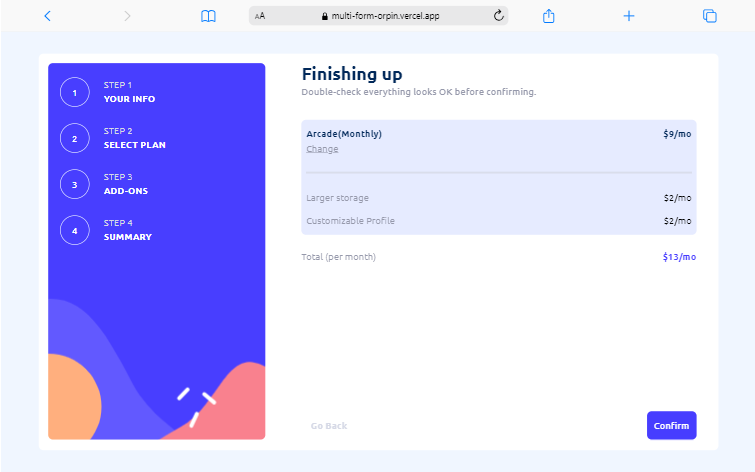 AA multi-form-orpin.vercel.app
1 STEP 1
YOUR INFO
2 STEP 2
SELECT PLAN
3 STEP 3
ADD-ONS
4 STEP 4
SUMMARY
Finishing up
Double-check everything looks OK before confirming.
Arcade(Monthly) $9/mo
Change
Larger storage $2/mo
Customizable Profile $2/mo
Total (per month) $13/mo
Go Back Confirm